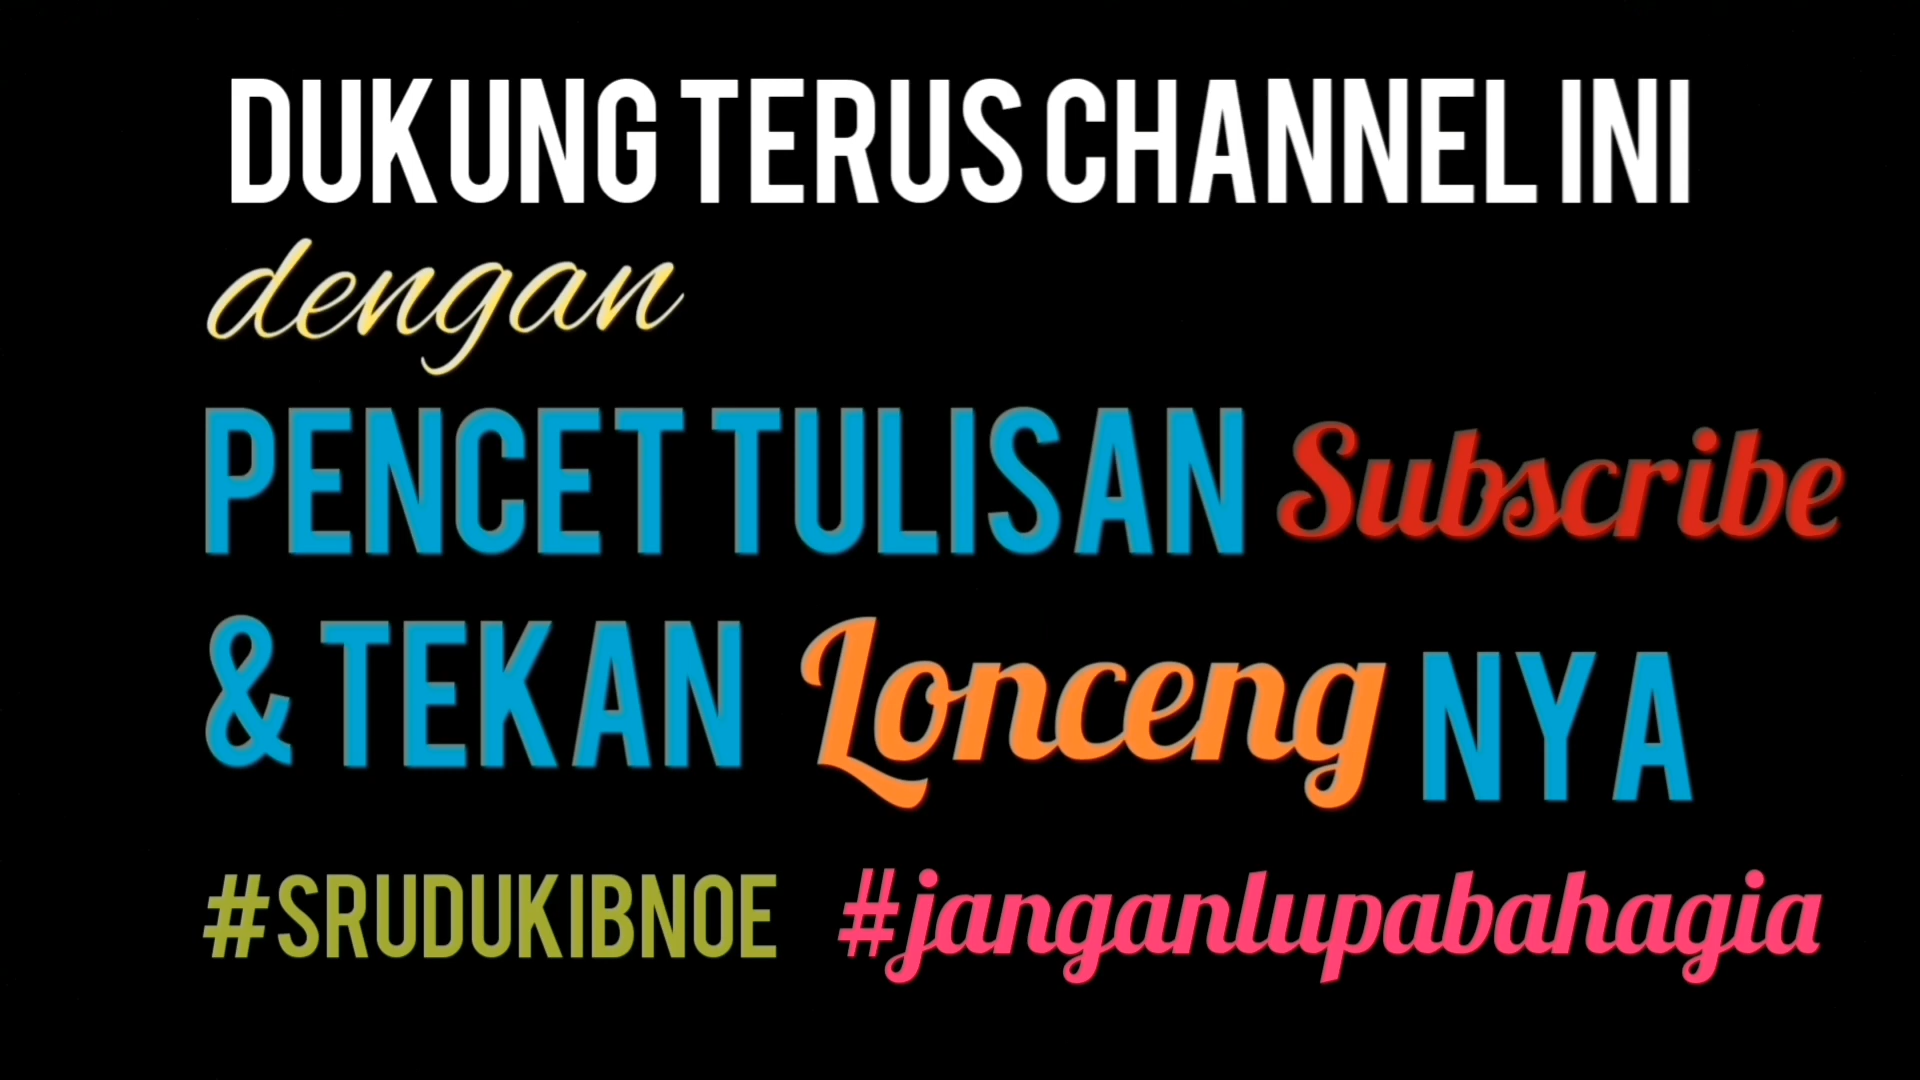 DUKUNG TERUS CHANNEL INI
dengan
PENCET TULISAN Subscribe
& TEKAN Lonceng NYA
#SRUDUKIBNOE #janganlupabahagia